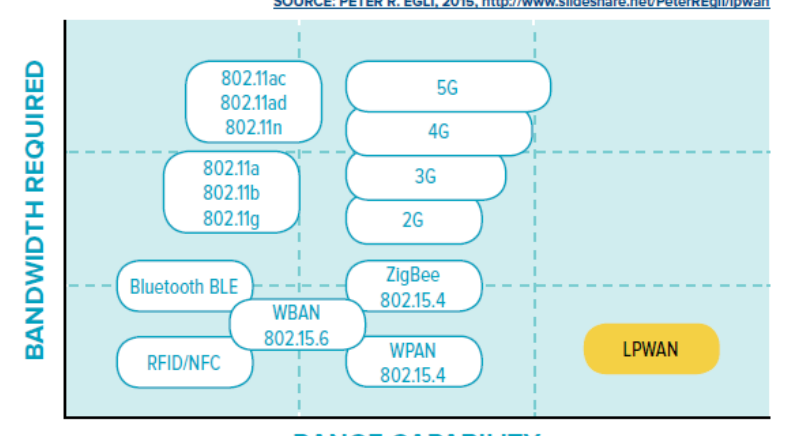 SOURCE: PETER R. EGLI, 2015, http://www.slideshare.net/PeterREgli/lpwan
BANDWIDTH REQUIRED
802.11ac
802.11ad
802.11n
5G
4G
802.11a
802.11b
802.11g
3G
2G
Bluetooth BLE
ZigBee
802.15.4
WBAN
802.15.6
RFID/NFC
WPAN
802.15.4
LPWAN
RANGE CAPABILITY